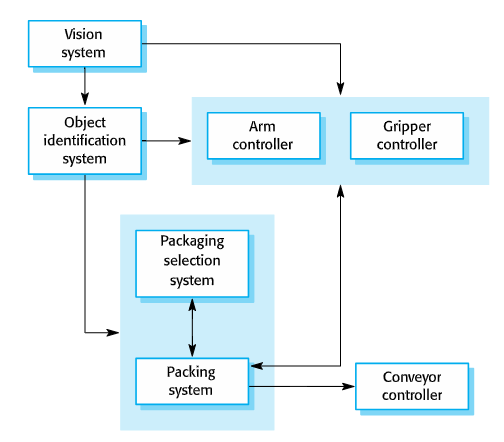 Vision
system
Object
identification
system
Arm
controller
Gripper
controller
Packaging
selection
system
Packing
system
Conveyor
controller